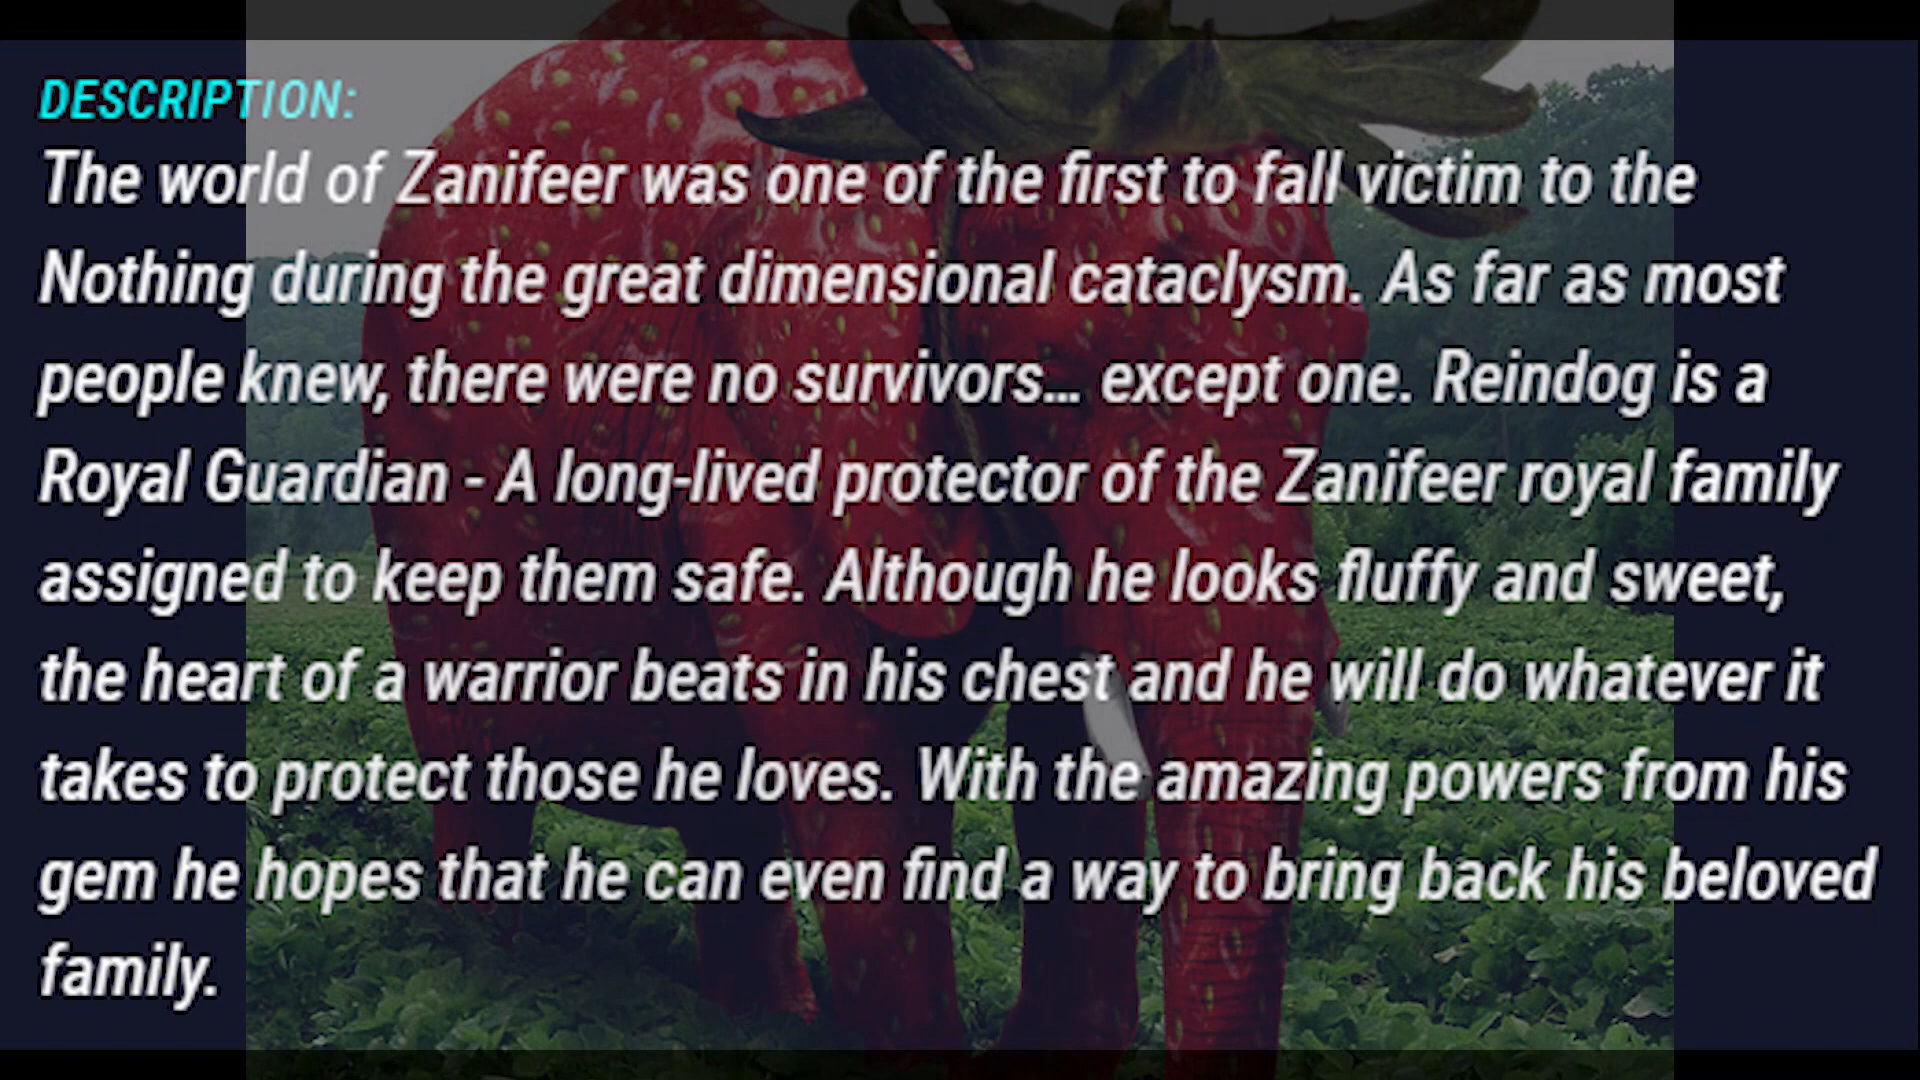 DESCRIPTION:
The world of Zanifeer was one of the first to fall victim to the
Nothing during the great dimensional cataclysm. As far as most
people knew, there were no survivors... except one. Reindog is a
Royal Guardian - A long-lived protector of the Zanifeer royal family
assigned to keep them safe. Although he looks fluffy and sweet,
the heart of a warrior beats in his chest and he will do whatever it
takes to protect those he loves. With the amazing powers from his
gem he hopes that he can even find a way to bring back his beloved
family.